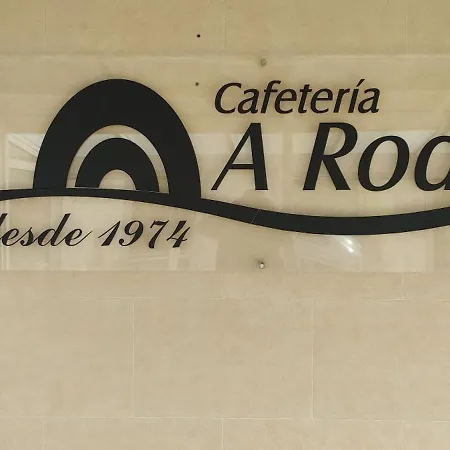 Cafetería
A Rod
desde 1974